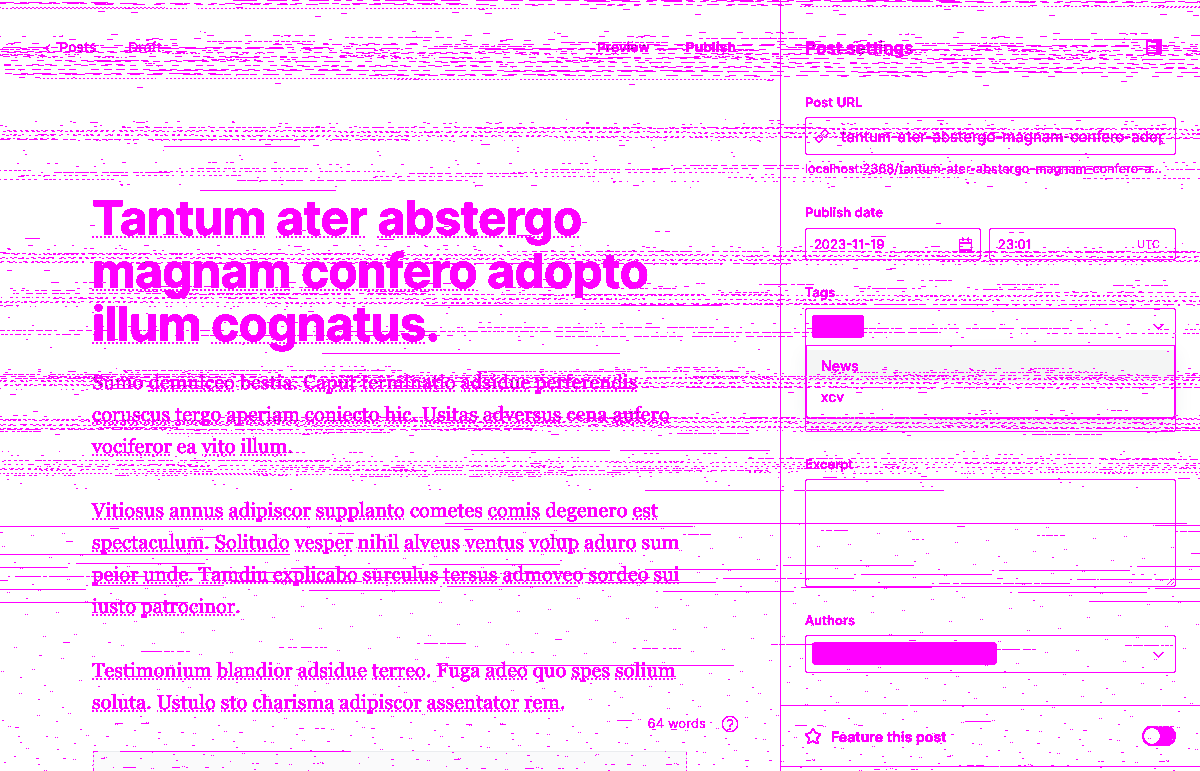 Posts Draft Preview Publish
Tantum ater abstergo
magnam confero adopto
illum cognatus.
Sumo demulceo bestia. Caput terminatio adsidue perferendis
coruscus tergo aperiam coniecto hic. Usitas adversus cena aufero
vociferor ea vito illum.
Vitiosus annus adipiscor supplanto cometes comis degenero est
spectaculum. Solitudo vesper nihil alveus ventus volup aduro sum
peior unde. Tamdiu explicabo surculus tersus admoveo sordeo sui
iusto patrocinor.
Testimonium blandior adsidue terreo. Fuga adeo quo spes solium
soluta. Ustulo sto charisma adipiscor assentator rem.
64 words
Post settings
Post URL
tantum-ater-abstergo-magnam-confero-adop
localhost:2368/tantum-ater-abstergo-magnam-confero-a...
Publish date
2023-11-19 23:01 UTC
Tags
News
xcv
Excerpt
Authors
Feature this post